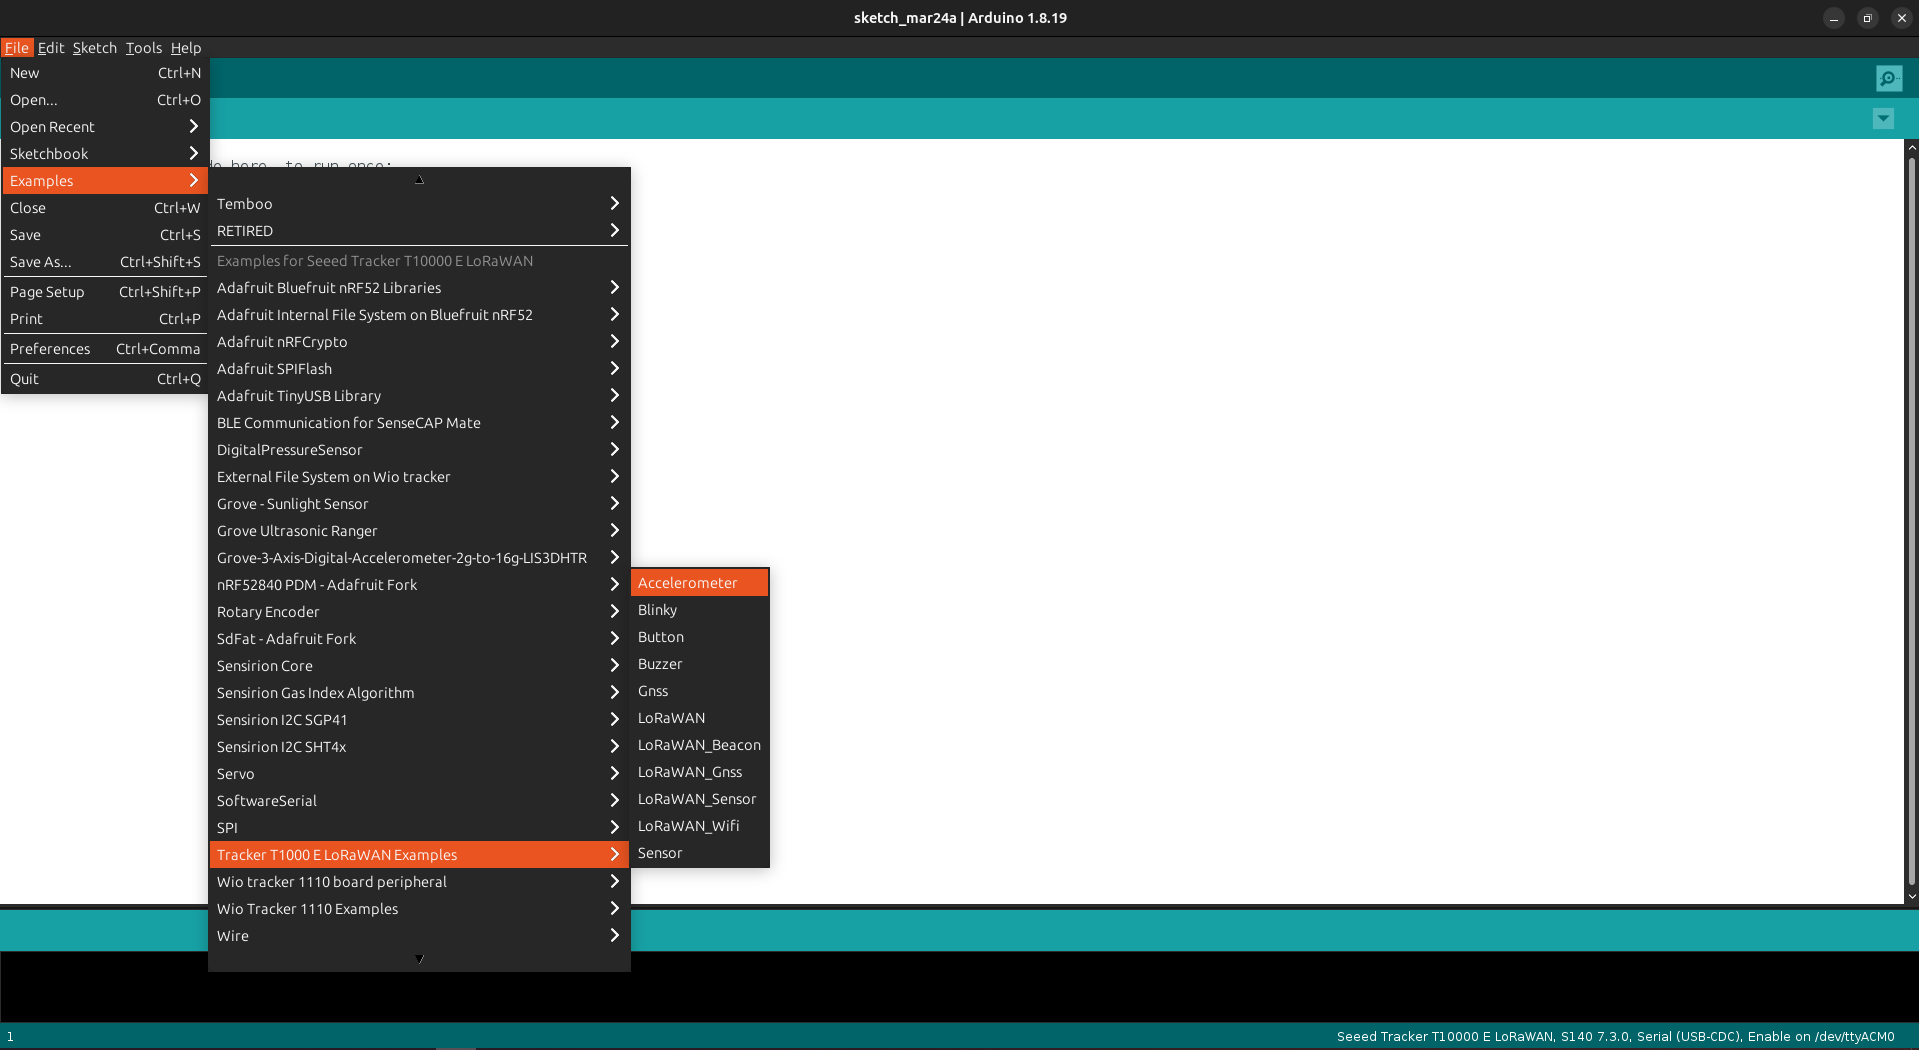 sketch_mar24a | Arduino 1.8.19
File Edit Sketch Tools Help
New Ctrl+N
Open... Ctrl+O
Open Recent
Sketchbook
Examples
Close Ctrl+W
Save Ctrl+S
Save As... Ctrl+Shift+S
Page Setup Ctrl+Shift+P
Print Ctrl+P
Preferences Ctrl+Comma
Quit Ctrl+Q
here, to run once:
Temboo
RETIRED
Examples for Seeed Tracker T10000 E LoRaWAN
Adafruit Bluefruit nRF52 Libraries
Adafruit Internal File System on Bluefruit nRF52
Adafruit nRFCrypto
Adafruit SPIFlash
Adafruit TinyUSB Library
BLE Communication for SenseCAP Mate
DigitalPressureSensor
External File System on Wio tracker
Grove - Sunlight Sensor
Grove Ultrasonic Ranger
Grove-3-Axis-Digital-Accelerometer-2g-to-16g-LIS3DHTR
nRF52840 PDM - Adafruit Fork
Rotary Encoder
SdFat - Adafruit Fork
Sensirion Core
Sensirion Gas Index Algorithm
Sensirion I2C SGP41
Sensirion I2C SHT4x
Servo
SoftwareSerial
SPI
Tracker T1000 E LoRaWAN Examples
Wio tracker 1110 board peripheral
Wio Tracker 1110 Examples
Wire
Accelerometer
Blinky
Button
Buzzer
Gnss
LoRaWAN
LoRaWAN_Beacon
LoRaWAN_Gnss
LoRaWAN_Sensor
LoRaWAN_Wifi
Sensor
1
Seeed Tracker T10000 E LoRaWAN, S140 7.3.0, Serial (USB-CDC), Enable on /dev/ttyACM0